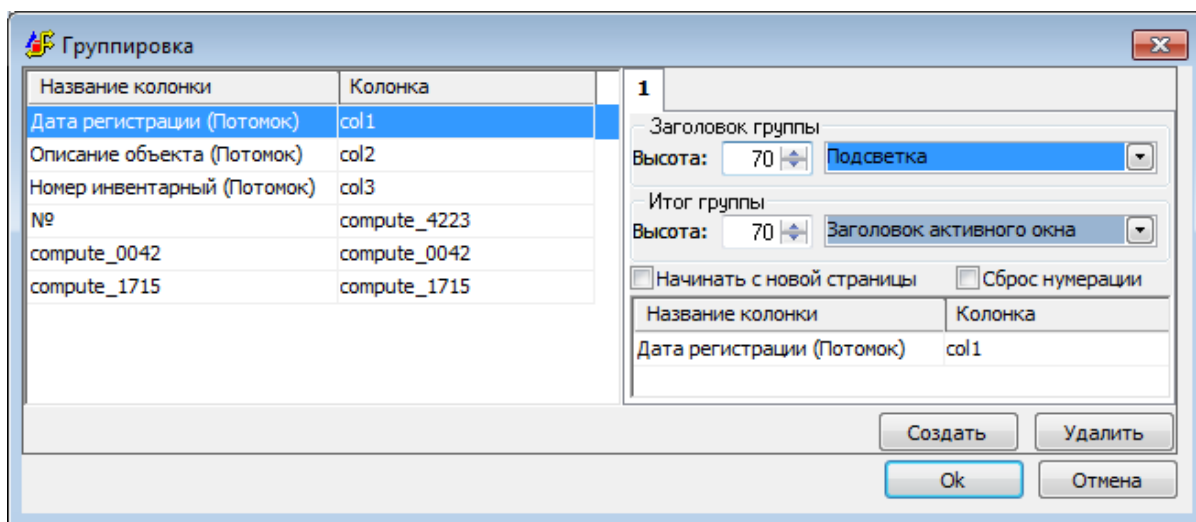 Группировка
Название колонки Колонка
Дата регистрации (Потомок) col1
Описание объекта (Потомок) col2
Номер инвентарный (Потомок) col3
№ compute_4223
compute_0042 compute_0042
compute_1715 compute_1715
1
Заголовок группы
Высота: 70 Подсветка
Итог группы
Высота: 70 Заголовок активного окна
Начинать с новой страницы Сброс нумерации
Название колонки Колонка
Дата регистрации (Потомок) col1
Создать Удалить
Ok Отмена